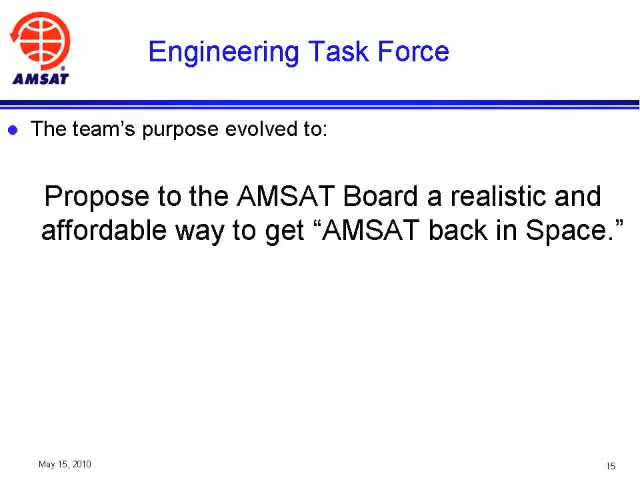 AMSAT
Engineering Task Force
The team’s purpose evolved to:
Propose to the AMSAT Board a realistic and
affordable way to get “AMSAT back in Space.”
May 15, 2010
15